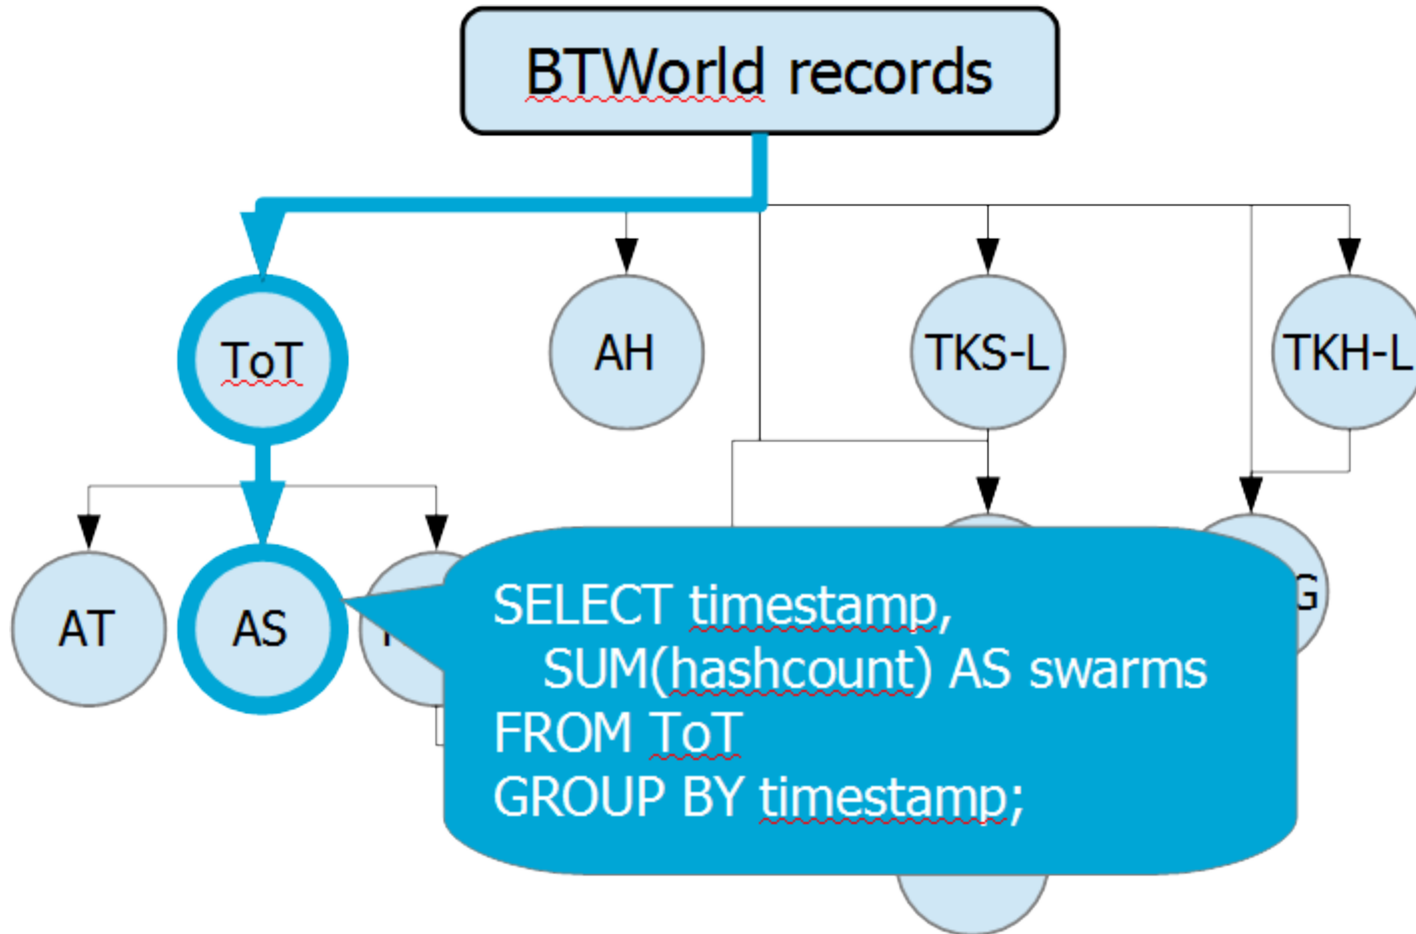 BTWorld records
ToT
AH
TKS-L
TKH-L
AT
AS
G
SELECT timestamp,
SUM(hashcount) AS swarms
FROM ToT
GROUP BY timestamp;